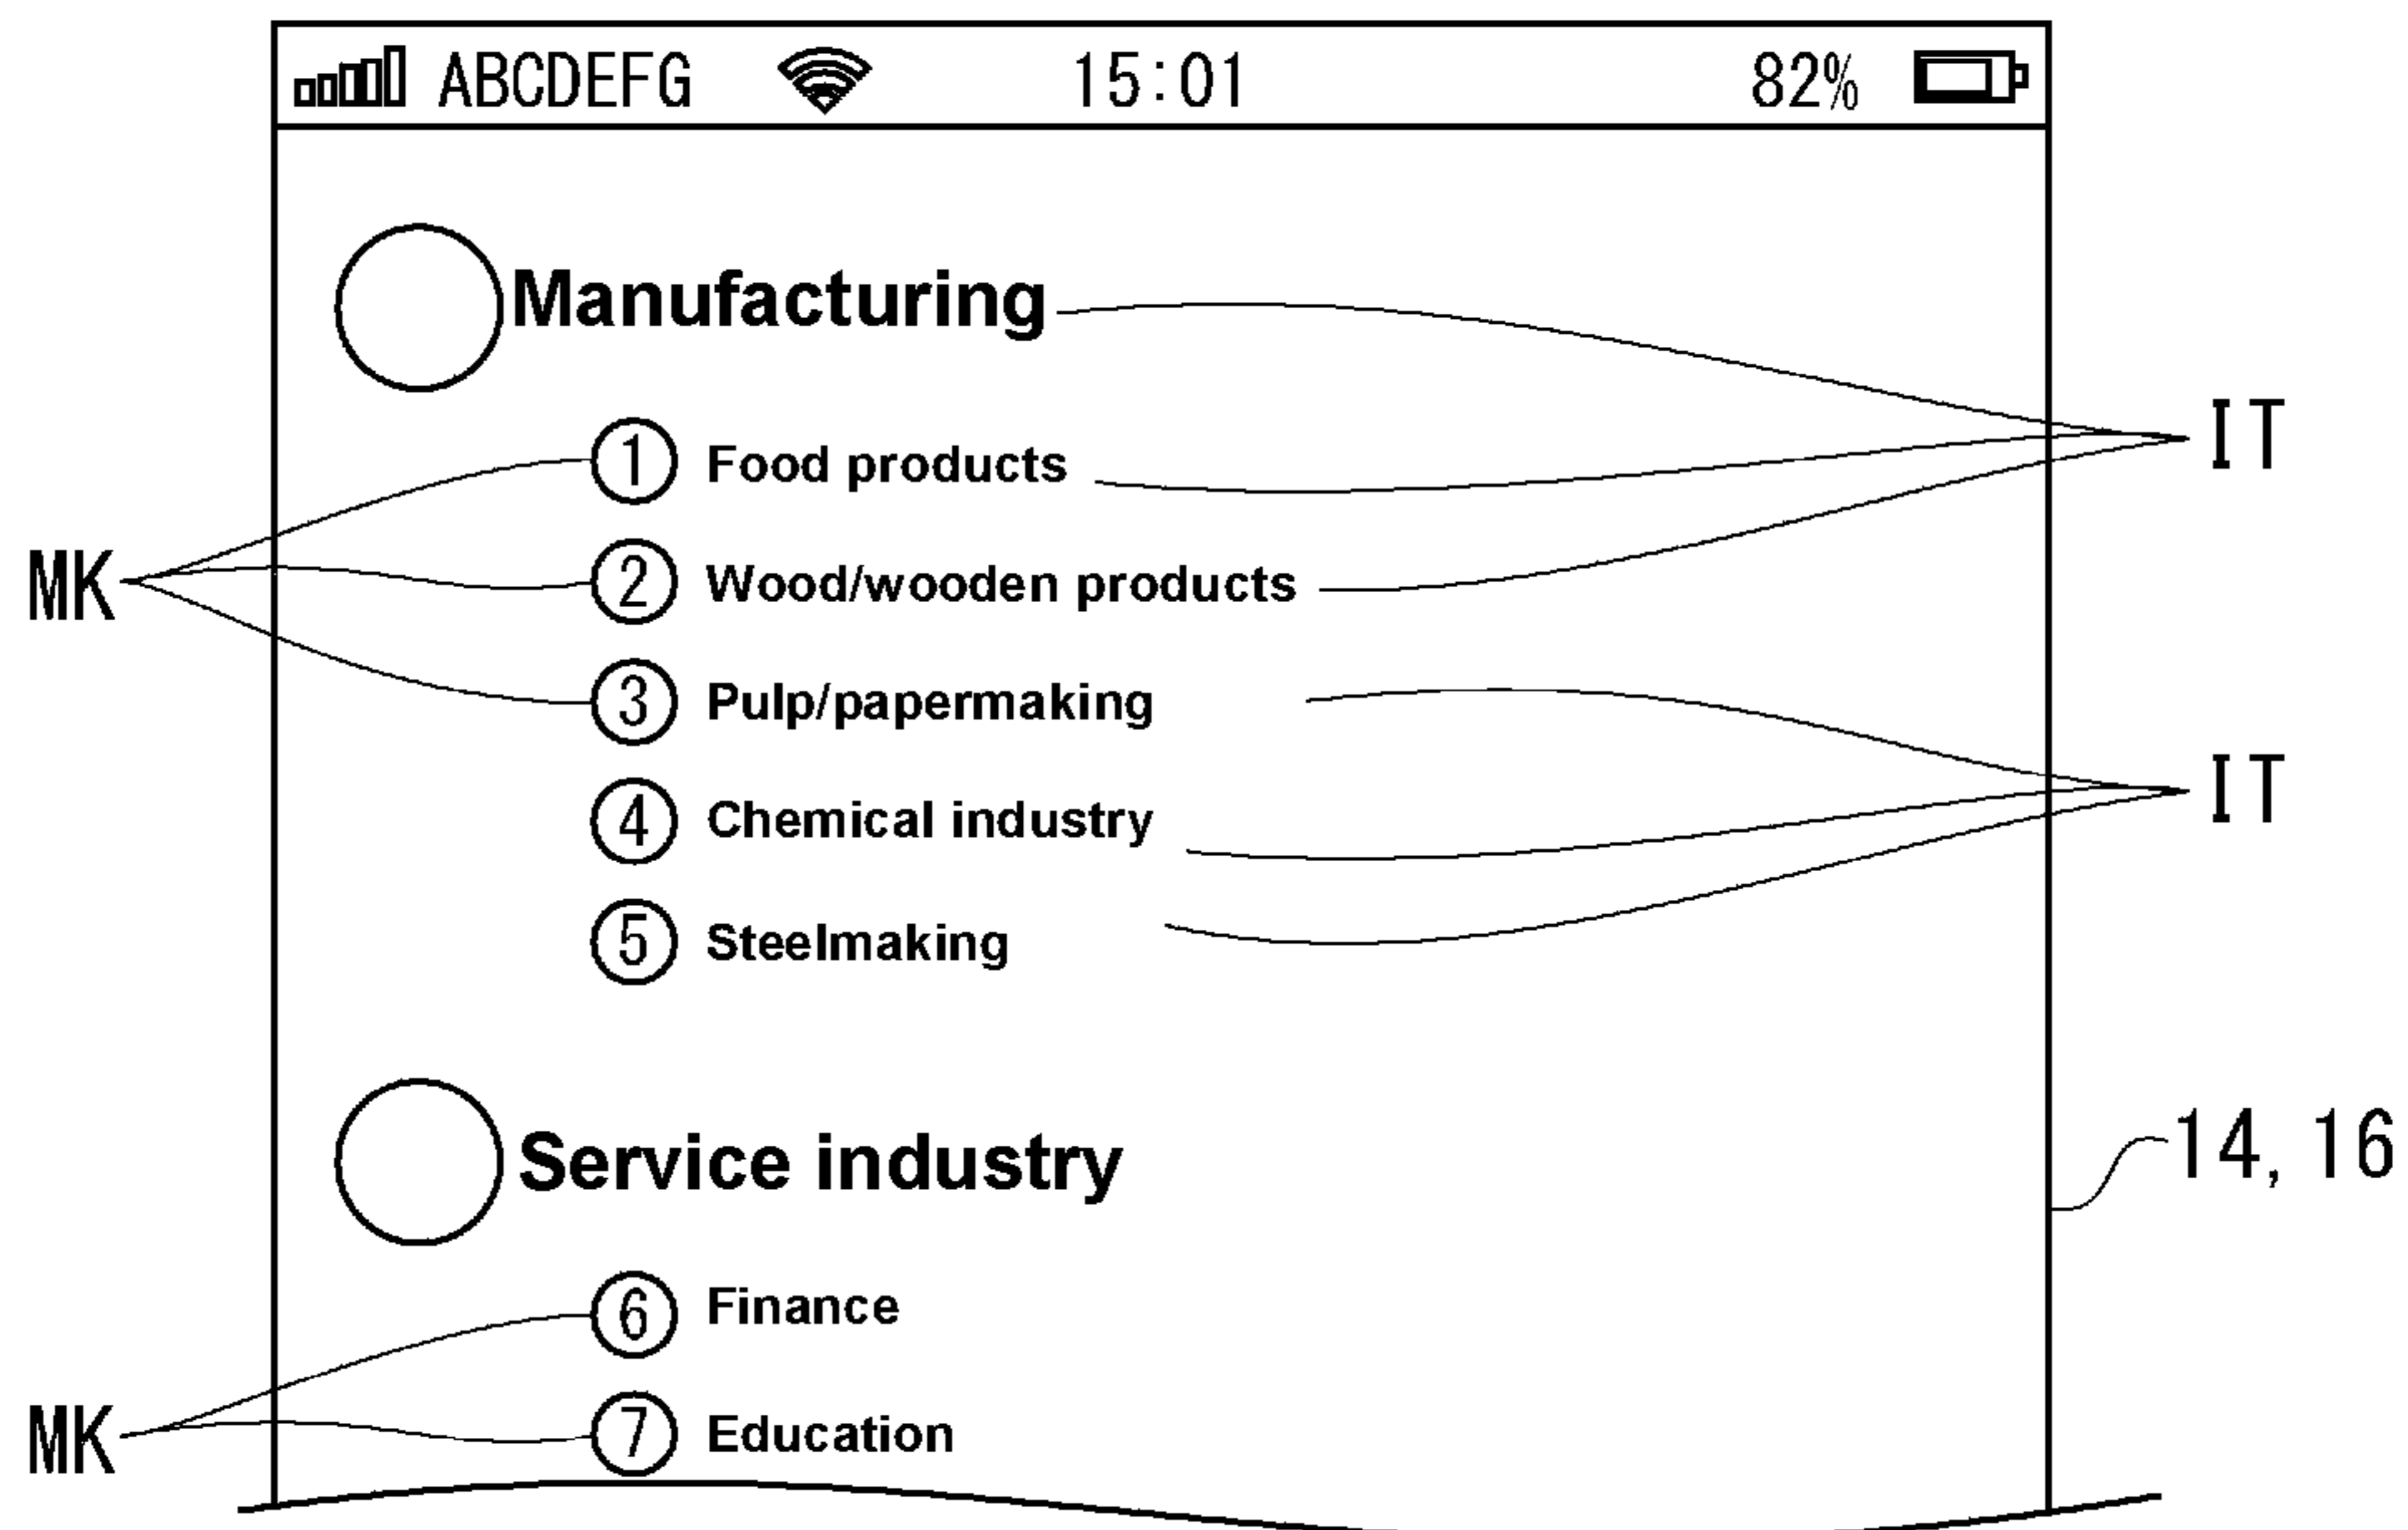 ABCDEFG 15:01 82%
Manufacturing
IT
① Food products
MK
② Wood/wooden products
③ Pulp/papermaking
IT
④ Chemical industry
⑤ Steelmaking
14, 16
Service industry
⑥ Finance
MK
⑦ Education